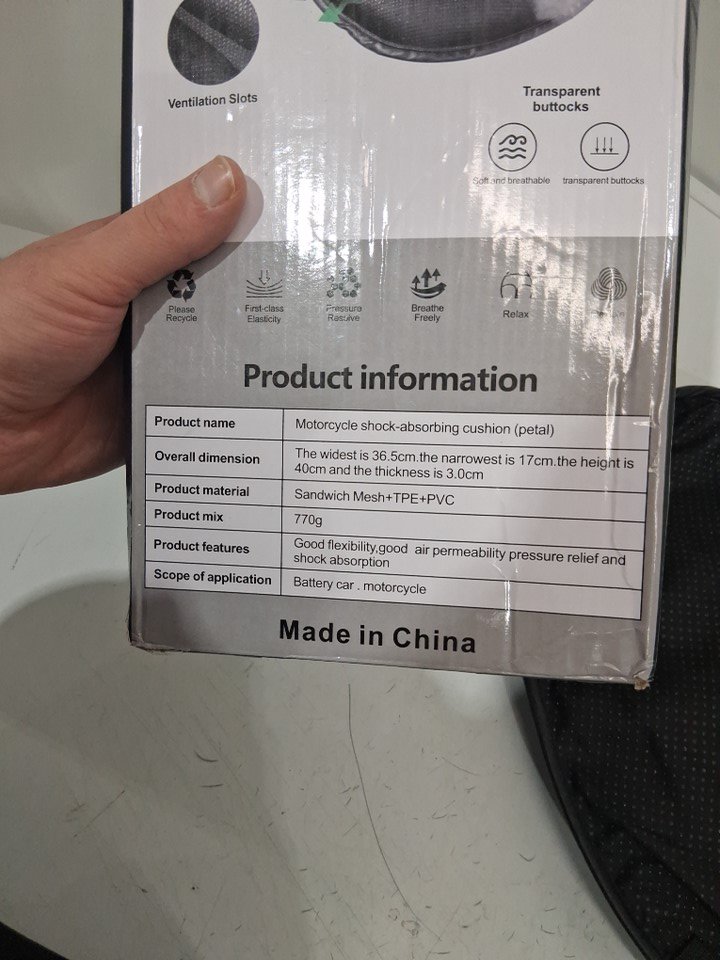 Ventilation Slots
Transparent
buttocks
Soft and breathable
transparent buttocks
Please
Recycle
First-class
Elasticity
Pressure
Resolve
Breathe
Freely
Relax
Product information
Product name
Motorcycle shock-absorbing cushion (petal)
Overall dimension
The widest is 36.5cm.the narrowest is 17cm.the height is
40cm and the thickness is 3.0cm
Product material
Sandwich Mesh+TPE+PVC
Product mix
770g
Product features
Good flexibility,good air permeability pressure relief and
shock absorption
Scope of application
Battery car . motorcycle
Made in China